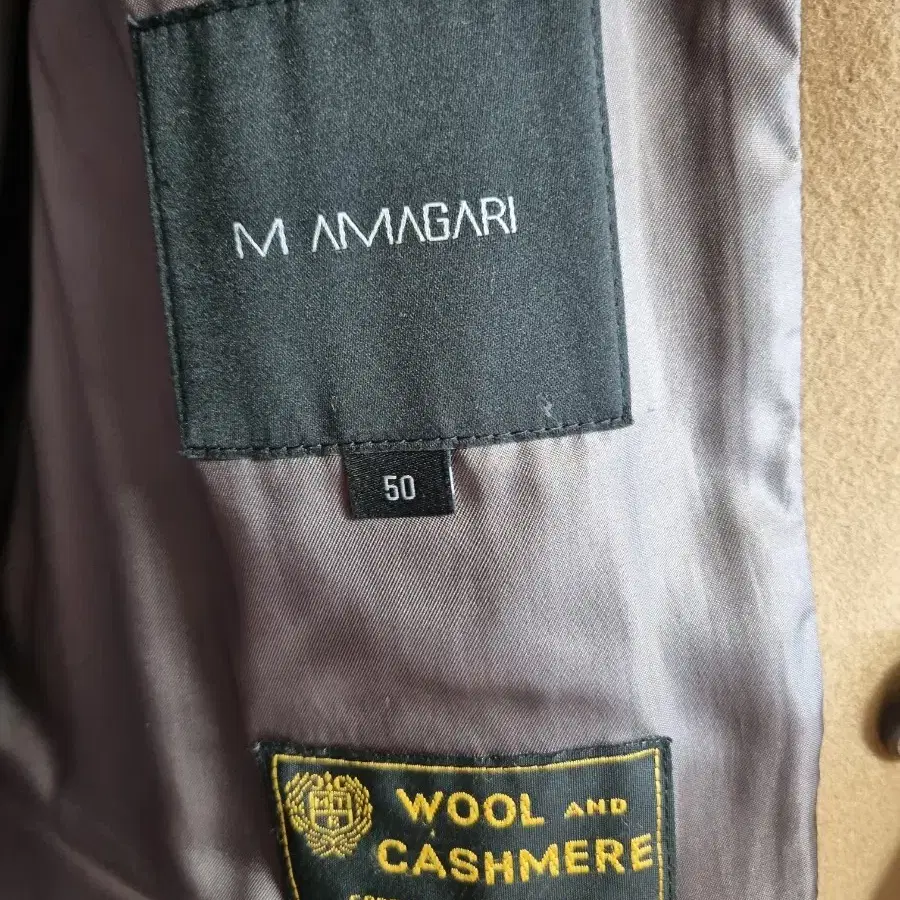 M AMAGARI
50
WOOL AND
CASHMERE